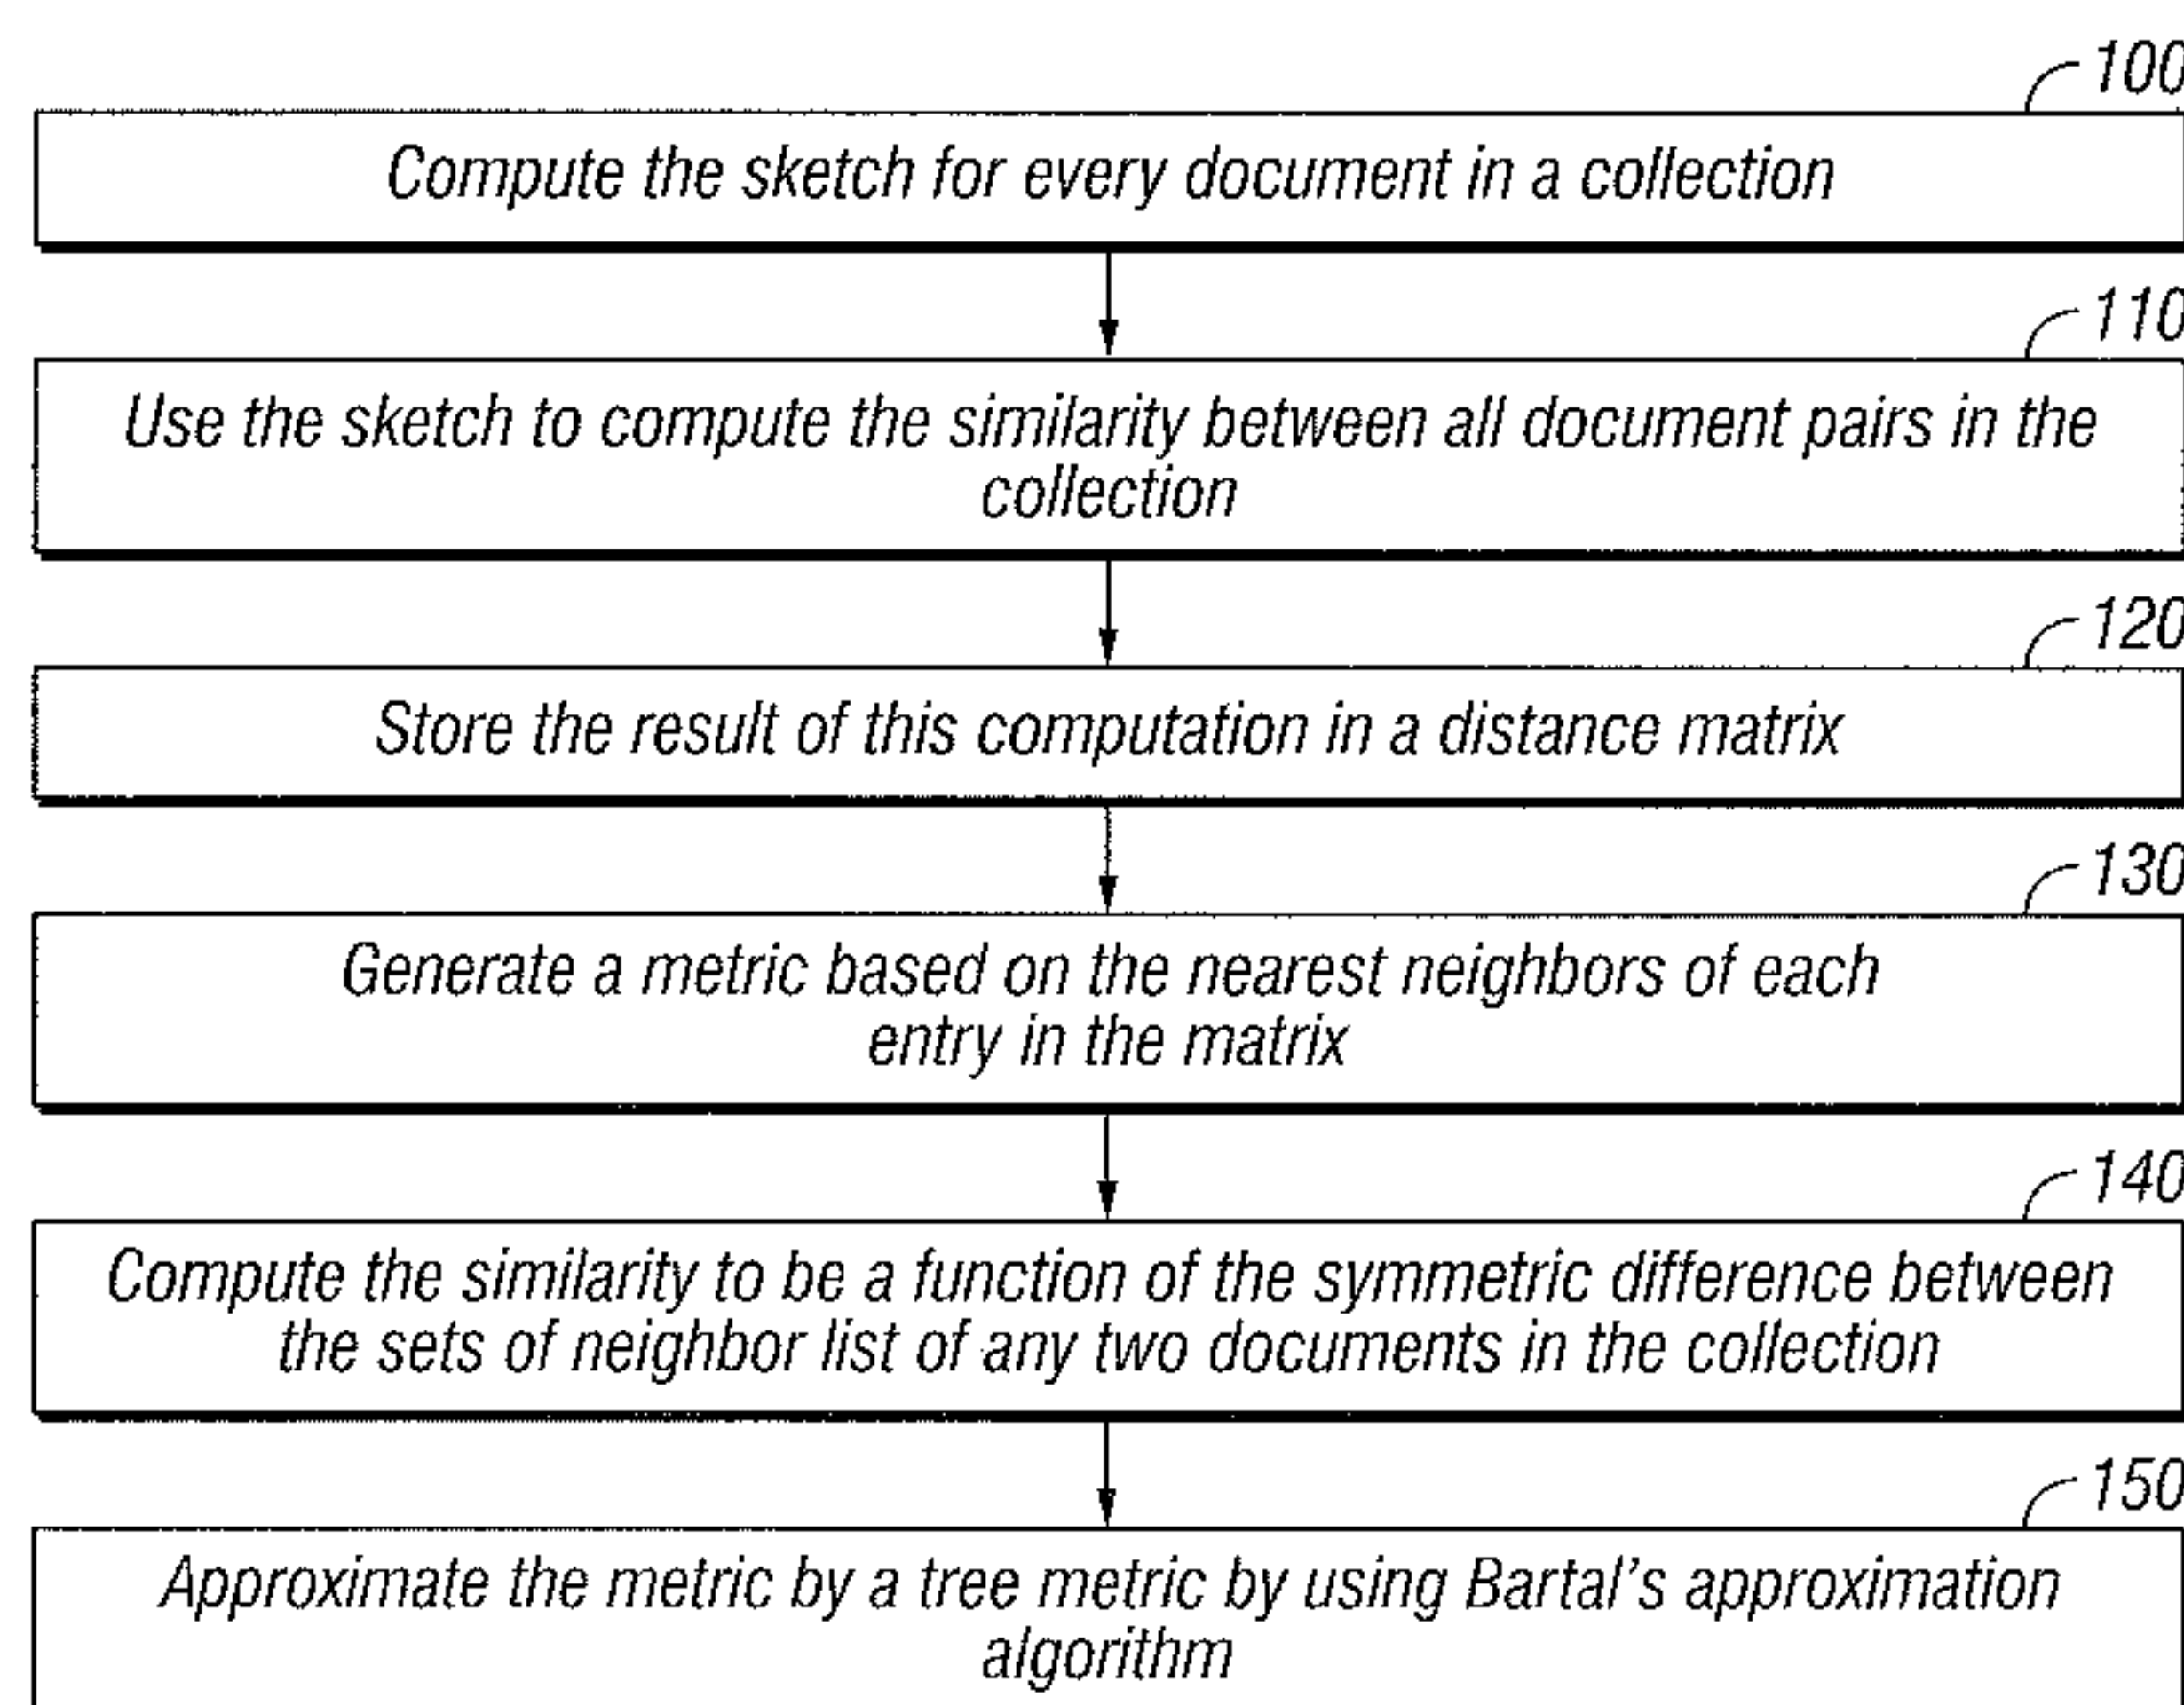 100
Compute the sketch for every document in a collection
110
Use the sketch to compute the similarity between all document pairs in the
collection
120
Store the result of this computation in a distance matrix
130
Generate a metric based on the nearest neighbors of each
entry in the matrix
140
Compute the similarity to be a function of the symmetric difference between
the sets of neighbor list of any two documents in the collection
150
Approximate the metric by a tree metric by using Bartal's approximation
algorithm